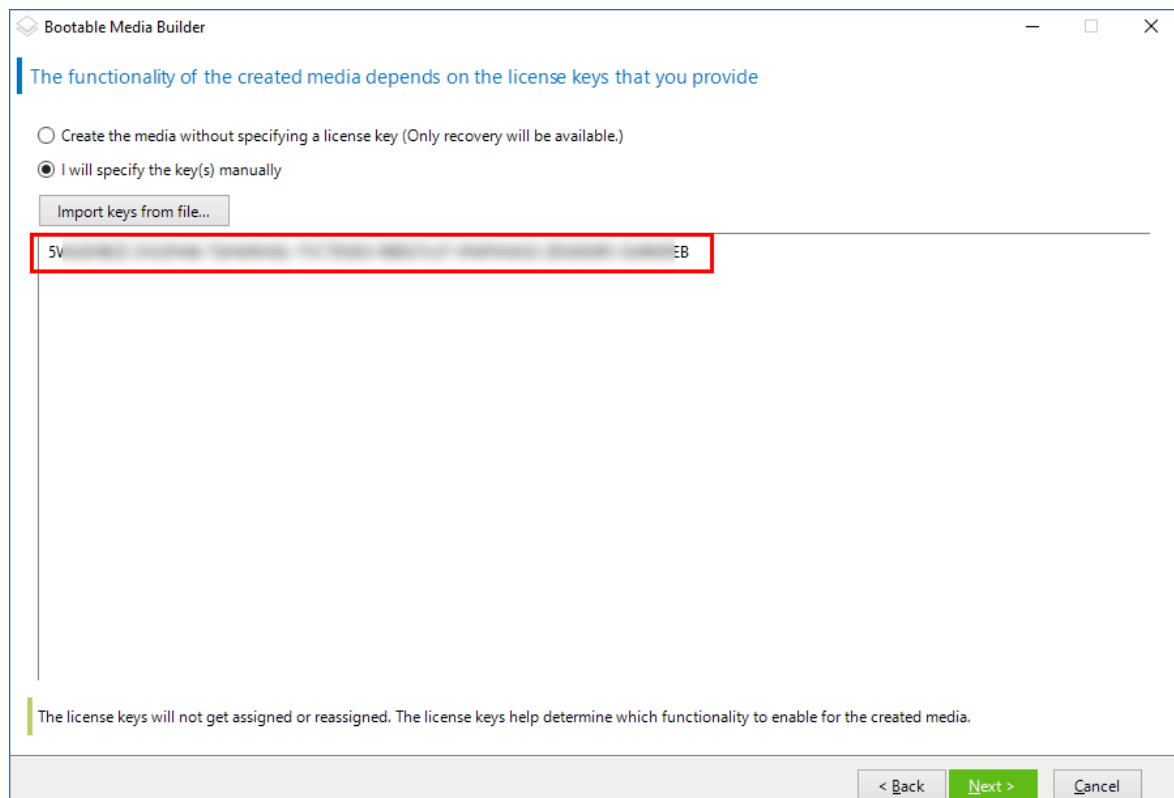 Bootable Media Builder
The functionality of the created media depends on the license keys that you provide
Create the media without specifying a license key (Only recovery will be available.)
I will specify the key(s) manually
Import keys from file...
5V EB
The license keys will not get assigned or reassigned. The license keys help determine which functionality to enable for the created media.
< Back Next > Cancel